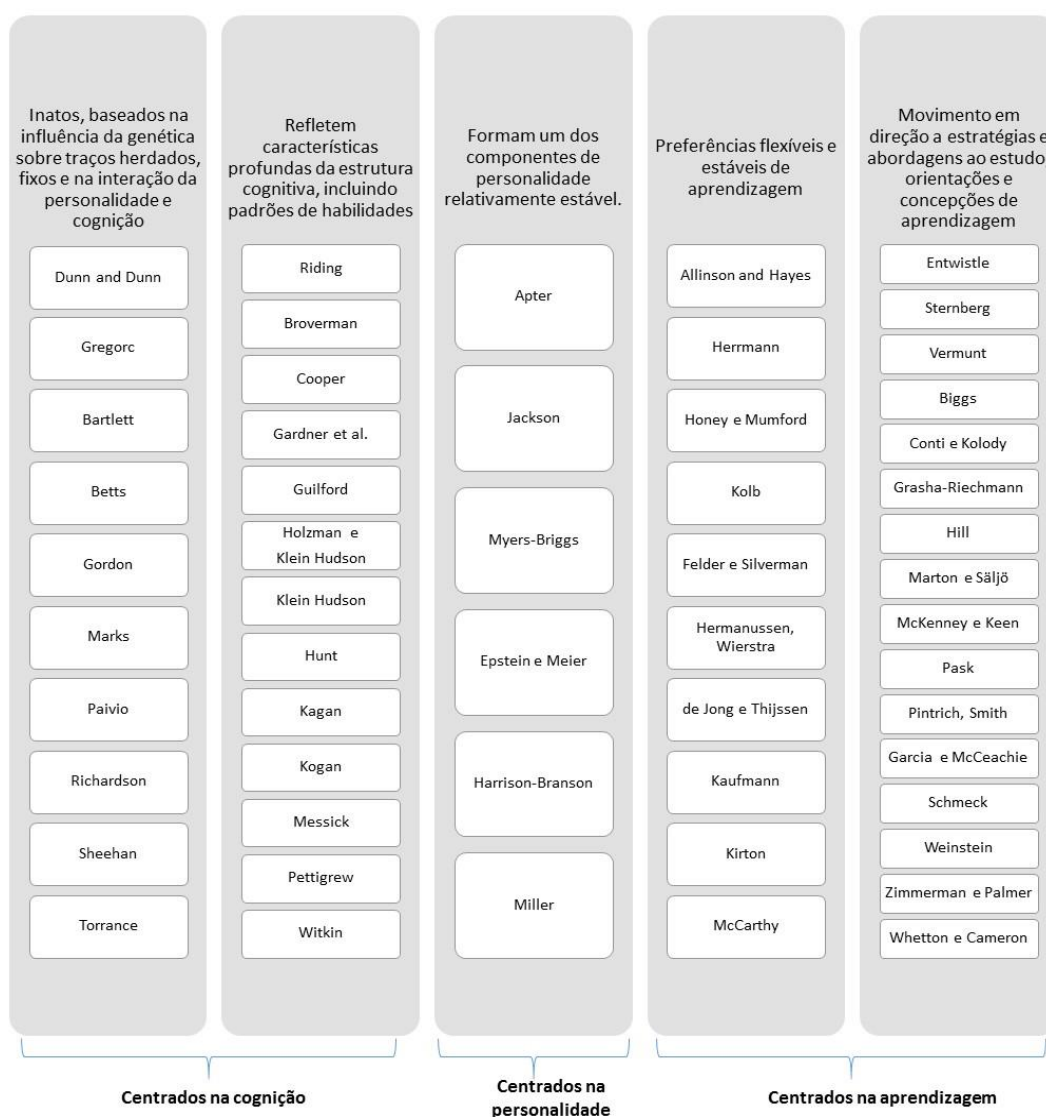 Inatos, baseados na
influência da genética
sobre traços herdados,
fixos e na interação da
personalidade e
cognição
Dunn and Dunn
Gregorc
Bartlett
Betts
Gordon
Marks
Paivio
Richardson
Sheehan
Torrance
Refletem
características
profundas da estrutura
cognitiva, incluindo
padrões de habilidades
Riding
Broverman
Cooper
Gardner et al.
Guilford
Holzman e
Klein Hudson
Klein Hudson
Hunt
Kagan
Kogan
Messick
Pettigrew
Witkin
Formam um dos
componentes de
personalidade
relativamente estável.
Apter
Jackson
Myers-Briggs
Epstein e Meier
Harrison-Branson
Miller
Preferências flexíveis e
estáveis de
aprendizagem
Allinson and Hayes
Herrmann
Honey e Mumford
Kolb
Felder e Silverman
Hermanussen,
Wierstra
de Jong e Thijssen
Kaufmann
Kirton
McCarthy
Movimento em
direção a estratégias e
abordagens ao estudo
orientações e
concepções de
aprendizagem
Entwistle
Sternberg
Vermunt
Biggs
Conti e Kolody
Grasha-Riechmann
Hill
Marton e Säljö
McKenney e Keen
Pask
Pintrich, Smith
Garcia e McCeachie
Schmeck
Weinstein
Zimmerman e Palmer
Whetton e Cameron
Centrados na cognição
Centrados na
personalidade
Centrados na aprendizagem